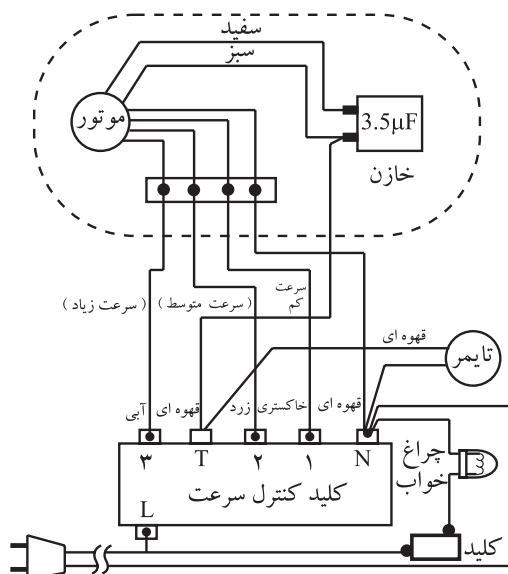 سفید
سبز
موتور
3.5µF
خازن
( سرعت زیاد )
( سرعت متوسط )
سرعت
کم
قهوه ای
تایمر
آبی
قهوه ای
زرد
خاکستری
قهوه ای
۳
T
۲
۱
N
چراغ
خواب
کلید کنترل سرعت
L
کلید